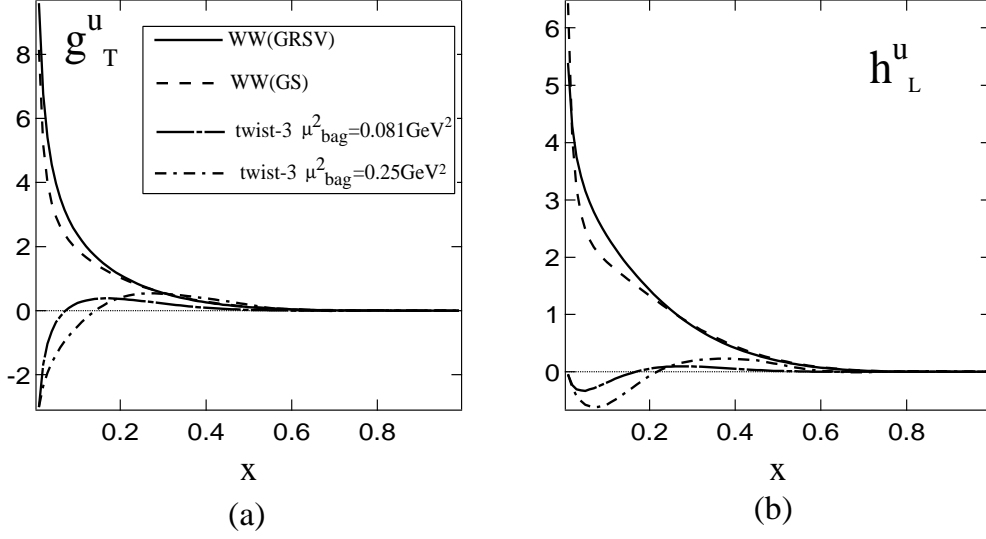 g^u_T
WW(GRSV)
WW(GS)
twist-3 μ²_bag=0.081GeV²
twist-3 μ²_bag=0.25GeV²
8
6
4
2
0
-2
0.2 0.4 0.6 0.8
x
(a)
h^u_L
6
5
4
3
2
1
0
0.2 0.4 0.6 0.8
x
(b)